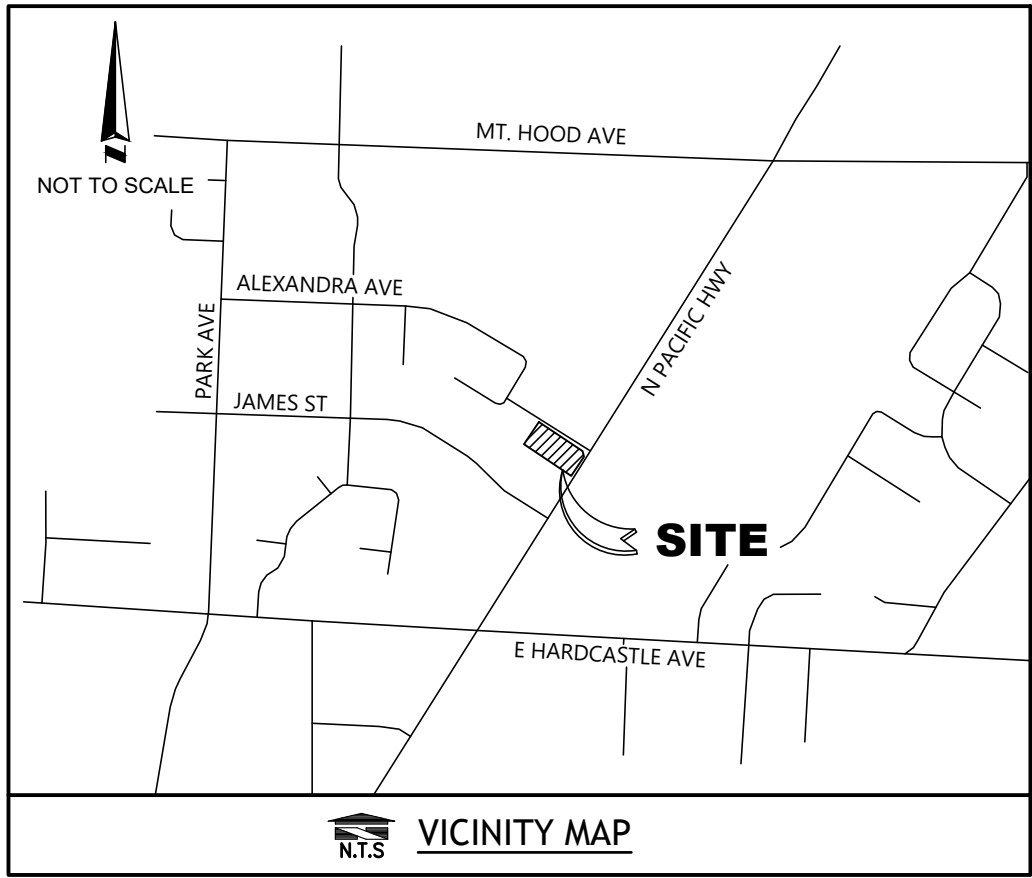 MT. HOOD AVE
N
NOT TO SCALE
ALEXANDRA AVE
N PACIFIC HWY
PARK AVE
JAMES ST
SITE
E HARDCASTLE AVE
N.T.S
VICINITY MAP